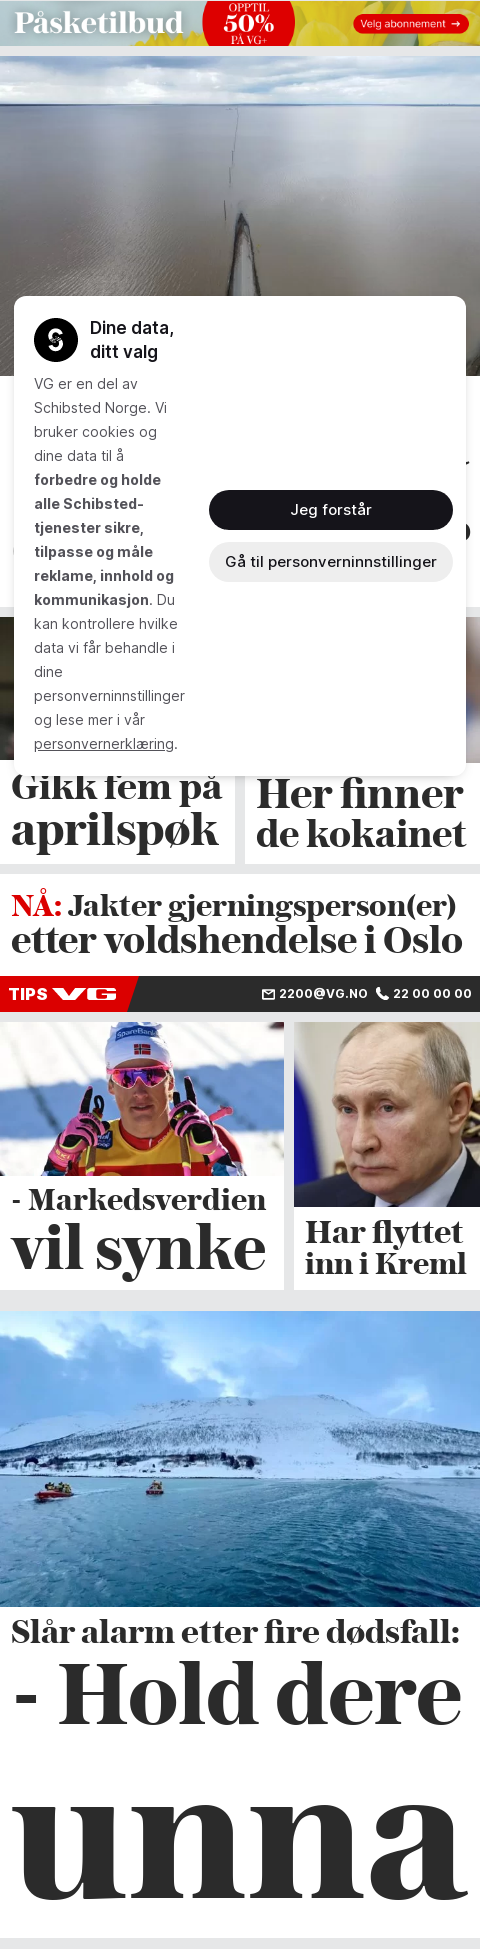 Påsketilbud
OPPTIL
50%
PÅ VG+
Velg abonnement →
Dine data,
ditt valg
VG er en del av
Schibsted Norge. Vi
bruker cookies og
dine data til å
forbedre og holde
alle Schibsted-
tjenester sikre,
tilpasse og måle
reklame, innhold og
kommunikasjon. Du
kan kontrollere hvilke
data vi får behandle i
dine
personverninnstillinger
og lese mer i vår
personvernerklæring.
Jeg forstår
Gå til personverninnstillinger
Gikk fem på
aprilspøk
Her finner
de kokainet
NÅ: Jakter gjerningsperson(er)
etter voldshendelse i Oslo
TIPS VG
2200@VG.NO
22 00 00 00
SpareBank
- Markedsverdien
vil synke
Har flyttet
inn i Kreml
Slår alarm etter fire dødsfall:
- Hold dere
unna